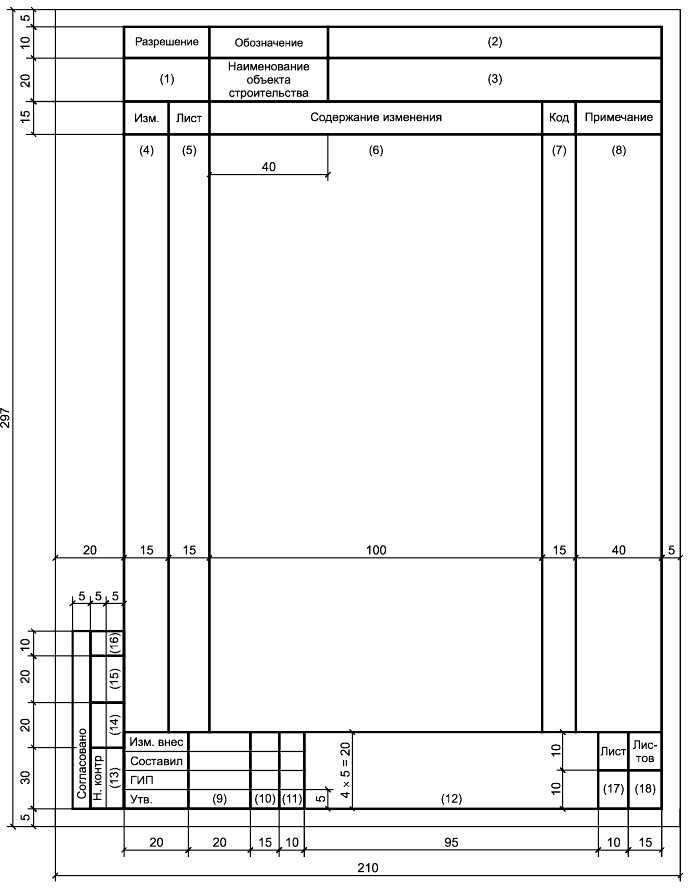 5
10
Разрешение
Обозначение
(2)
20
(1)
Наименование
объекта
строительства
(3)
15
Изм.
Лист
Содержание изменения
Код
Примечание
(4)
(5)
(6)
(7)
(8)
40
297
20
15
15
100
15
40
5
5
5
5
10
20
20
30
5
Согласовано
Н. контр
(16)
(15)
(14)
(13)
Изм. внес
Составил
ГИП
Утв.
(9)
(10)
(11)
5
4 × 5 = 20
(12)
10
10
Лист
Лис-
тов
(17)
(18)
20
20
15
10
95
10
15
210